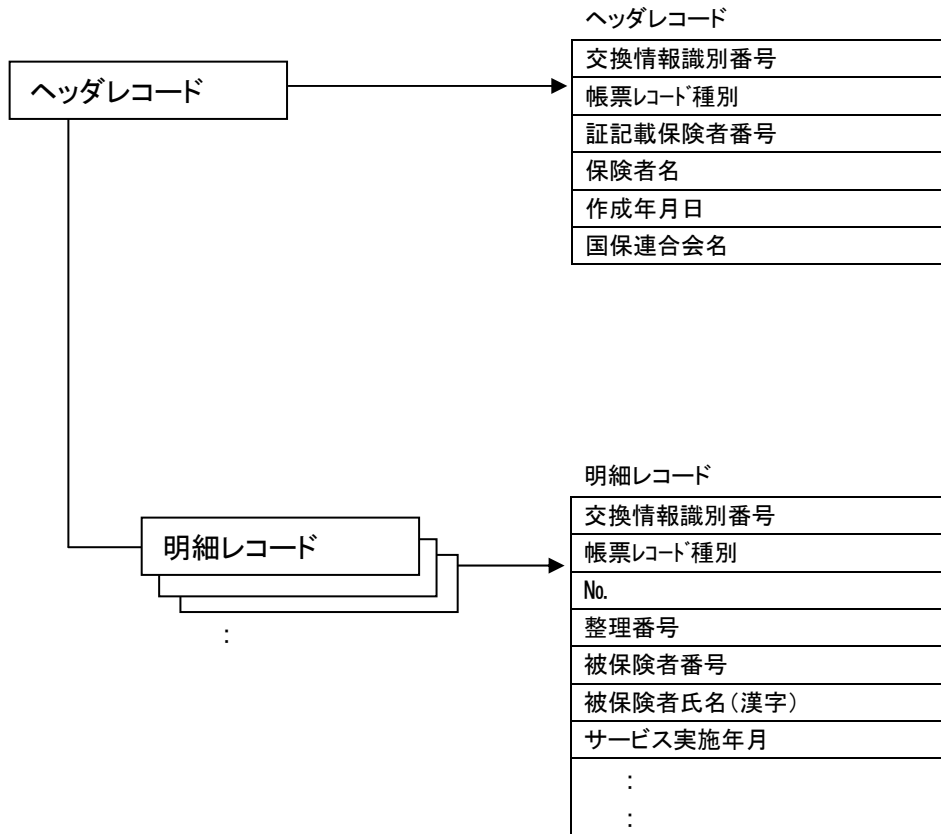 ヘッダレコード
ヘッダレコード
交換情報識別番号
帳票ﾚｺｰﾄﾞ種別
証記載保険者番号
保険者名
作成年月日
国保連合会名
明細レコード
:
明細レコード
交換情報識別番号
帳票ﾚｺｰﾄﾞ種別
№
整理番号
被保険者番号
被保険者氏名(漢字)
サービス実施年月
:
: